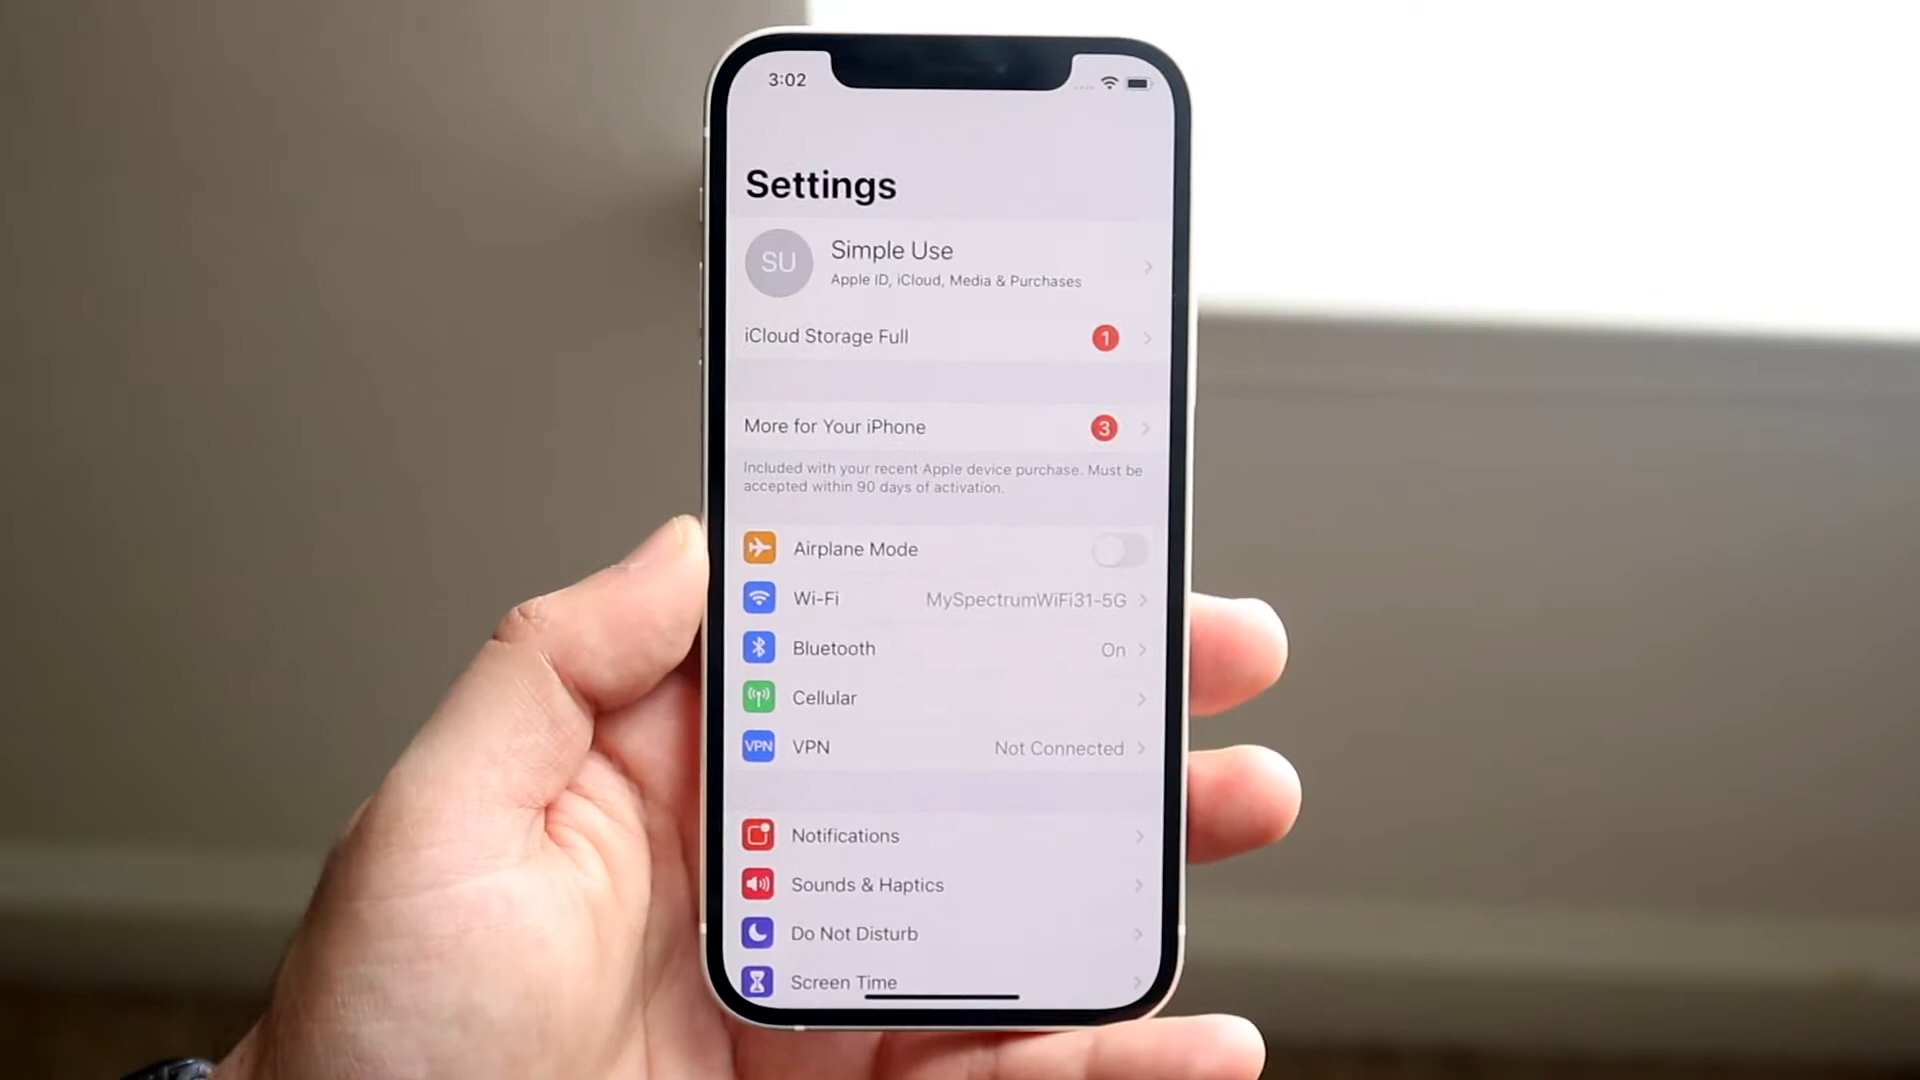 3:02
Settings
SU
Simple Use
Apple ID, iCloud, Media & Purchases
iCloud Storage Full 1
More for Your iPhone 3
Included with your recent Apple device purchase. Must be
accepted within 90 days of activation.
Airplane Mode
Wi-Fi MySpectrumWiFi31-5G
Bluetooth On
Cellular
VPN VPN Not Connected
Notifications
Sounds & Haptics
Do Not Disturb
Screen Time